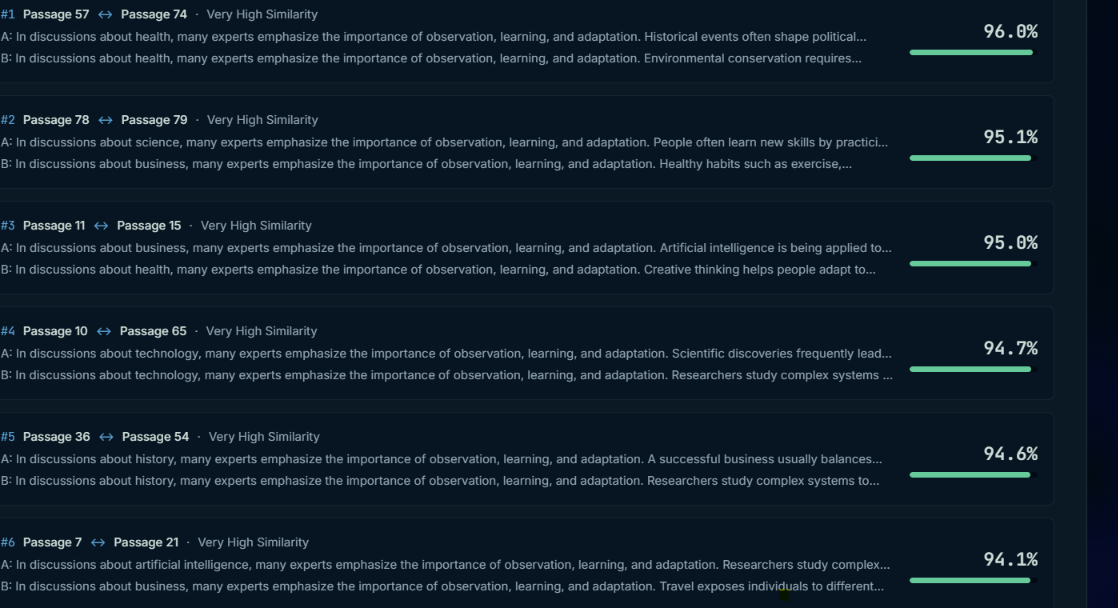 #1 Passage 57 ↔ Passage 74 · Very High Similarity
96.0%
A: In discussions about health, many experts emphasize the importance of observation, learning, and adaptation. Historical events often shape political...
B: In discussions about health, many experts emphasize the importance of observation, learning, and adaptation. Environmental conservation requires...
#2 Passage 78 ↔ Passage 79 · Very High Similarity
95.1%
A: In discussions about science, many experts emphasize the importance of observation, learning, and adaptation. People often learn new skills by practici...
B: In discussions about business, many experts emphasize the importance of observation, learning, and adaptation. Healthy habits such as exercise,...
#3 Passage 11 ↔ Passage 15 · Very High Similarity
95.0%
A: In discussions about business, many experts emphasize the importance of observation, learning, and adaptation. Artificial intelligence is being applied to...
B: In discussions about health, many experts emphasize the importance of observation, learning, and adaptation. Creative thinking helps people adapt to...
#4 Passage 10 ↔ Passage 65 · Very High Similarity
94.7%
A: In discussions about technology, many experts emphasize the importance of observation, learning, and adaptation. Scientific discoveries frequently lead...
B: In discussions about technology, many experts emphasize the importance of observation, learning, and adaptation. Researchers study complex systems ...
#5 Passage 36 ↔ Passage 54 · Very High Similarity
94.6%
A: In discussions about history, many experts emphasize the importance of observation, learning, and adaptation. A successful business usually balances...
B: In discussions about history, many experts emphasize the importance of observation, learning, and adaptation. Researchers study complex systems to...
#6 Passage 7 ↔ Passage 21 · Very High Similarity
94.1%
A: In discussions about artificial intelligence, many experts emphasize the importance of observation, learning, and adaptation. Researchers study complex...
B: In discussions about business, many experts emphasize the importance of observation, learning, and adaptation. Travel exposes individuals to different...